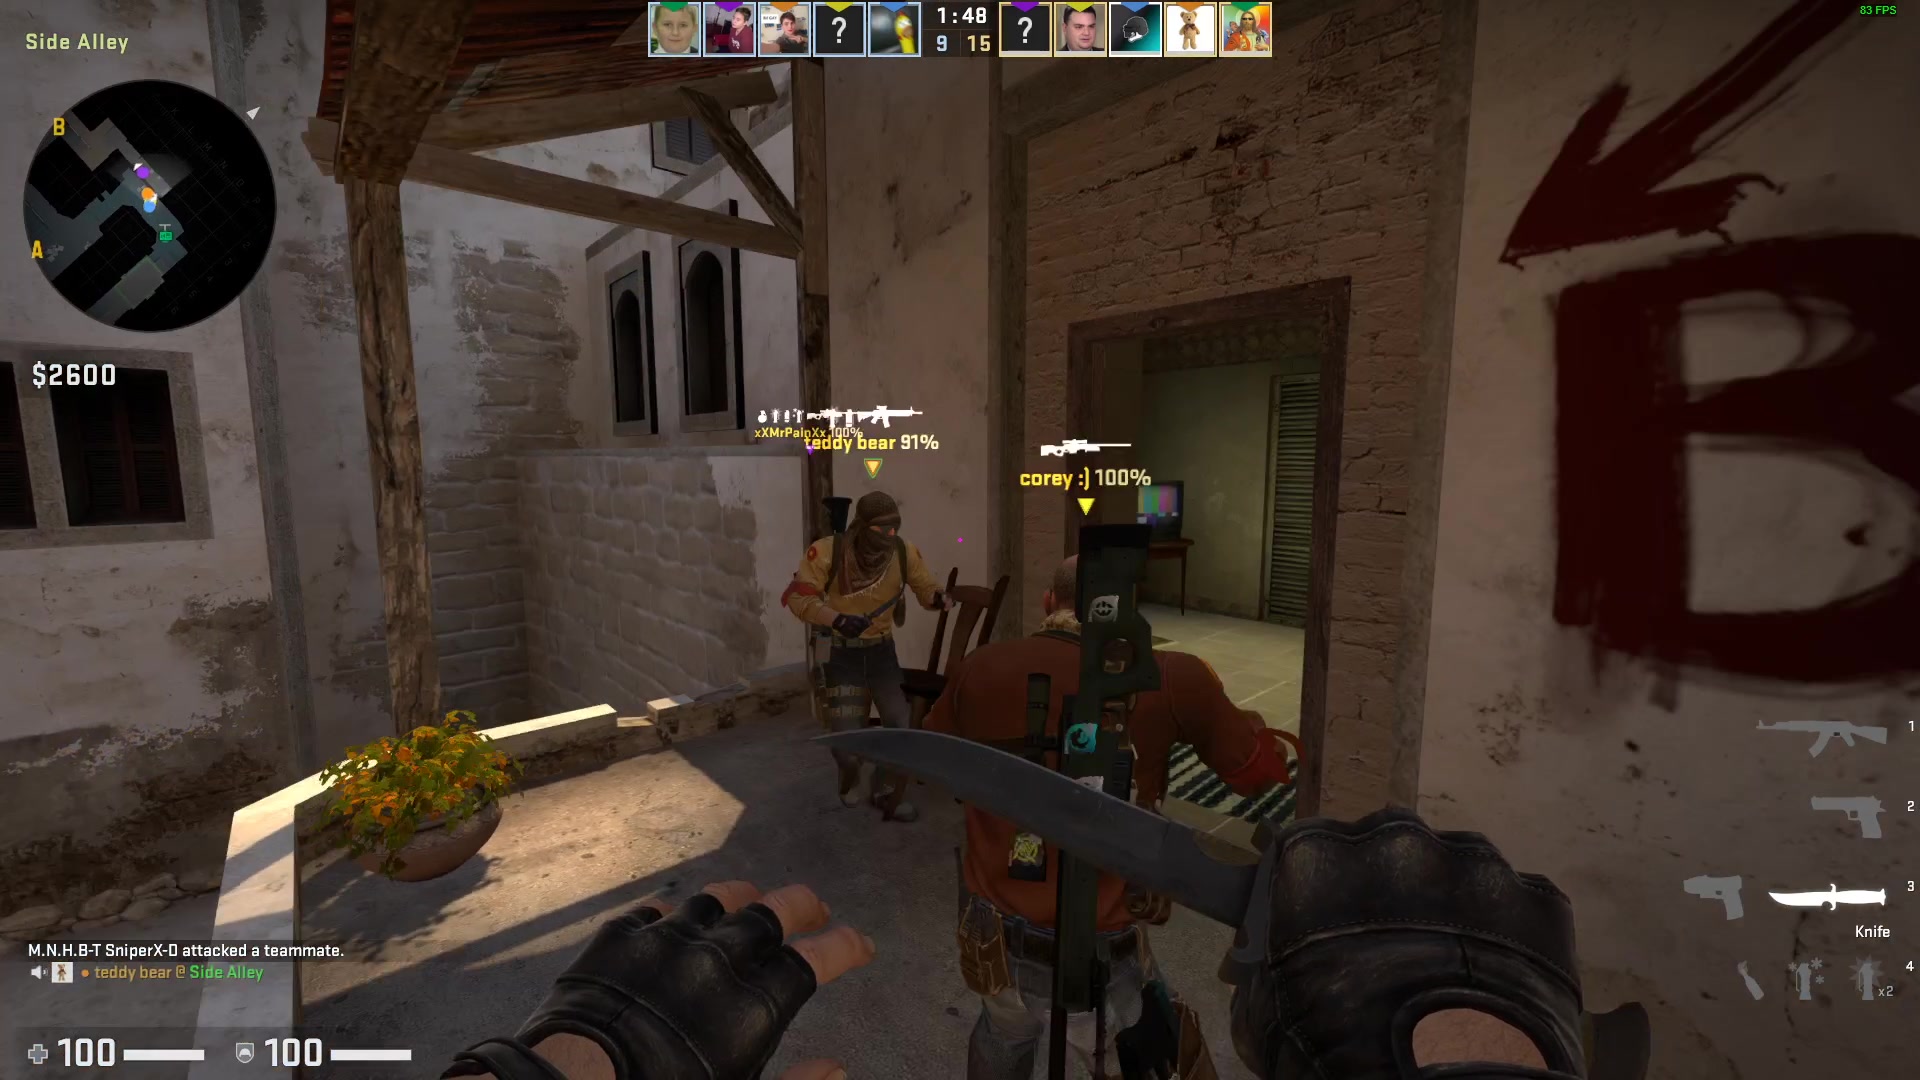 83 FPS
Side Alley
? 1:48 ?
9 15
B
A
$2600
xXMrPaInXx 100%
teddy bear 91%
corey :) 100%
B
1
2
3
Knife
4
x2
M.N.H.B-T SniperX-D attacked a teammate.
teddy bear @ Side Alley
100 100